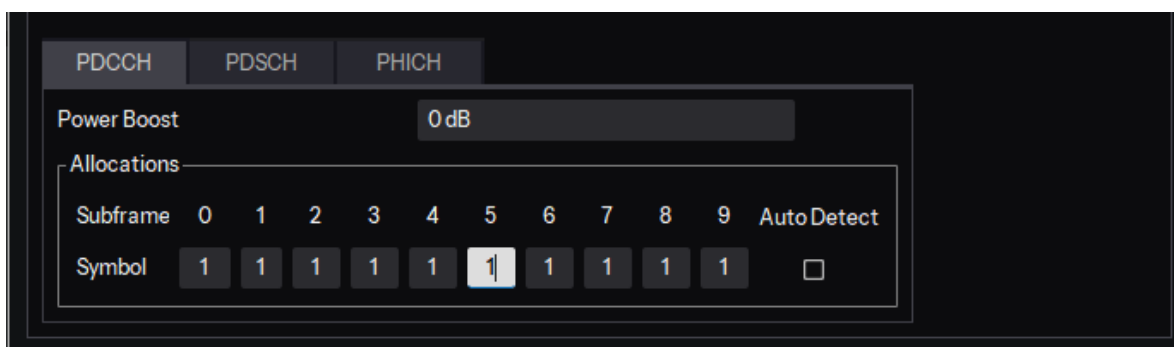 PDCCH PDSCH PHICH
Power Boost 0 dB
Allocations
Subframe 0 1 2 3 4 5 6 7 8 9 Auto Detect
Symbol 1 1 1 1 1 1 1 1 1 1